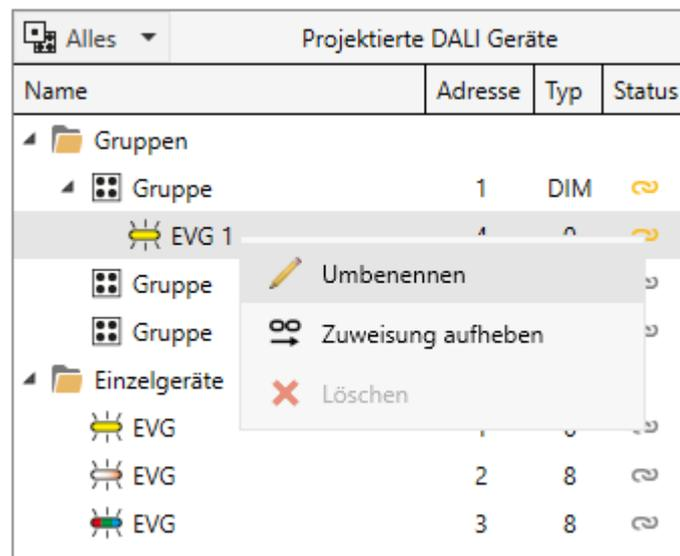 Alles Projektierte DALI Geräte
Name Adresse Typ Status
Gruppen
Gruppe 1 DIM
EVG 1
Umbenennen
Gruppe
Zuweisung aufheben
Gruppe
Einzelgeräte
Löschen
EVG
EVG 2 8
EVG 3 8